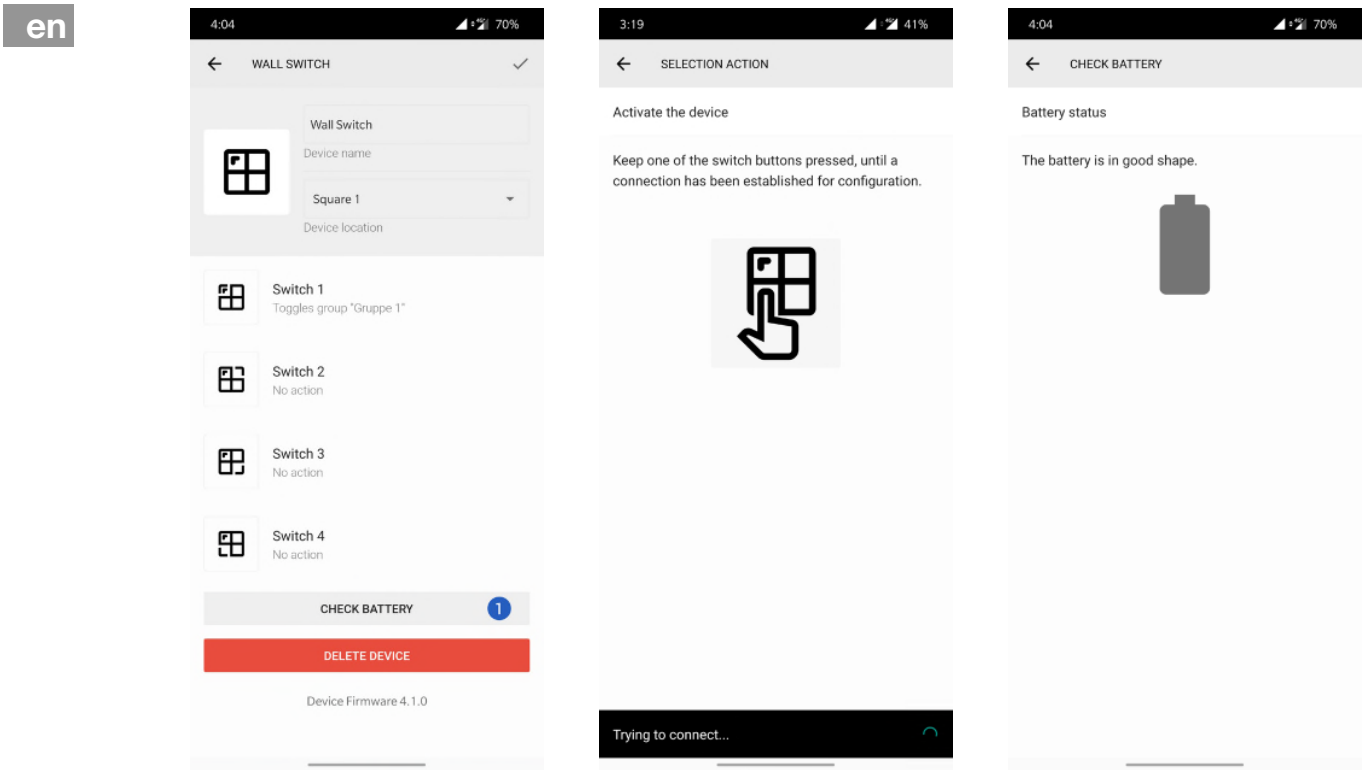 en
4:04
70%
WALL SWITCH
Wall Switch
Device name
Square 1
Device location
Switch 1
Toggles group "Gruppe 1"
Switch 2
No action
Switch 3
No action
Switch 4
No action
CHECK BATTERY
1
DELETE DEVICE
Device Firmware 4.1.0
3:19
41%
SELECTION ACTION
Activate the device
Keep one of the switch buttons pressed, until a
connection has been established for configuration.
Trying to connect...
4:04
70%
CHECK BATTERY
Battery status
The battery is in good shape.